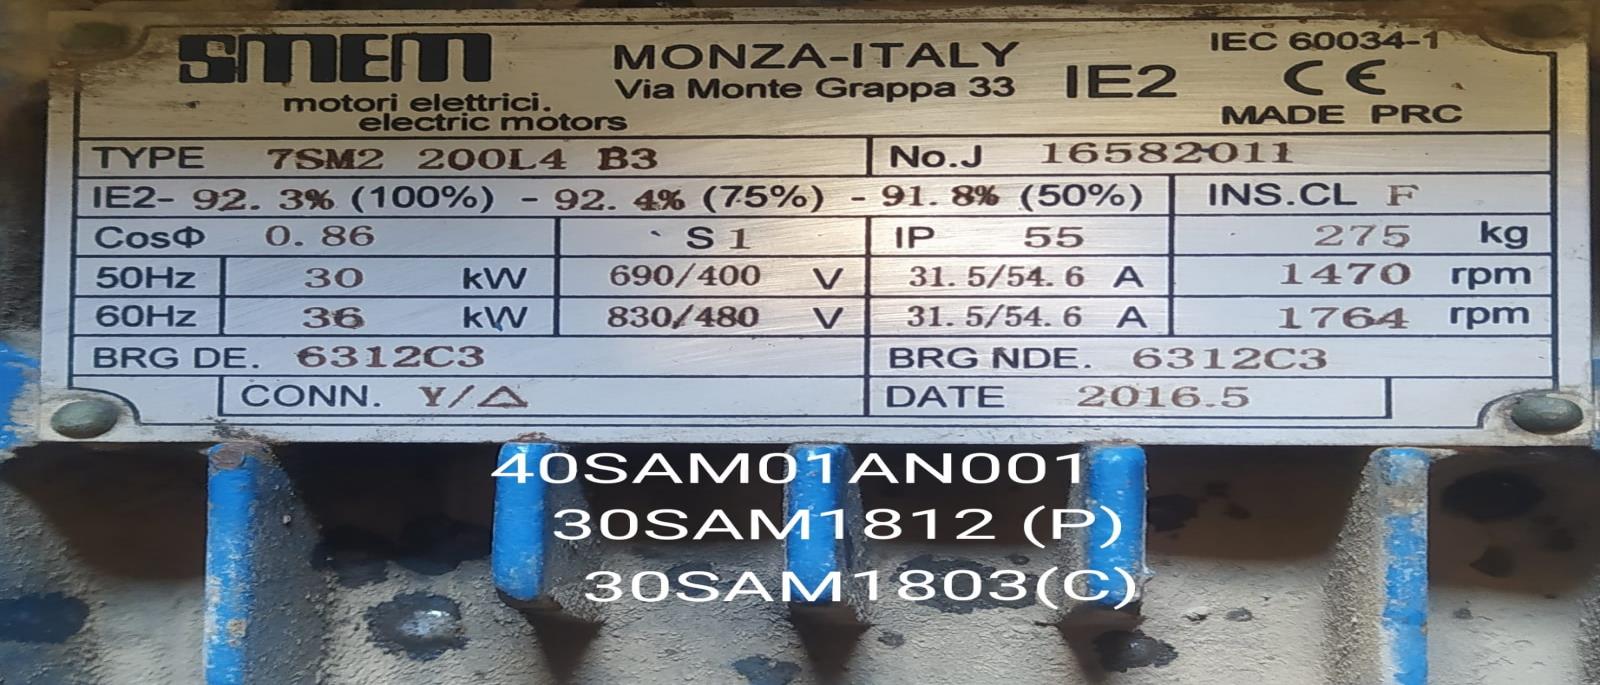 SMEM
motori elettrici.
electric motors
MONZA-ITALY
Via Monte Grappa 33
IE2
IEC 60034-1
CE
MADE PRC
TYPE 7SM2 200L4 B3 No.J 16582011
IE2- 92.3% (100%) - 92.4% (75%) - 91.8% (50%) INS.CL F
CosΦ 0.86 S1 IP 55 275 kg
50Hz 30 kW 690/400 V 31.5/54.6 A 1470 rpm
60Hz 36 kW 830/480 V 31.5/54.6 A 1764 rpm
BRG DE. 6312C3 BRG NDE. 6312C3
CONN. Y/△ DATE 2016.5
40SAM01AN001
30SAM1812 (P)
30SAM1803(C)